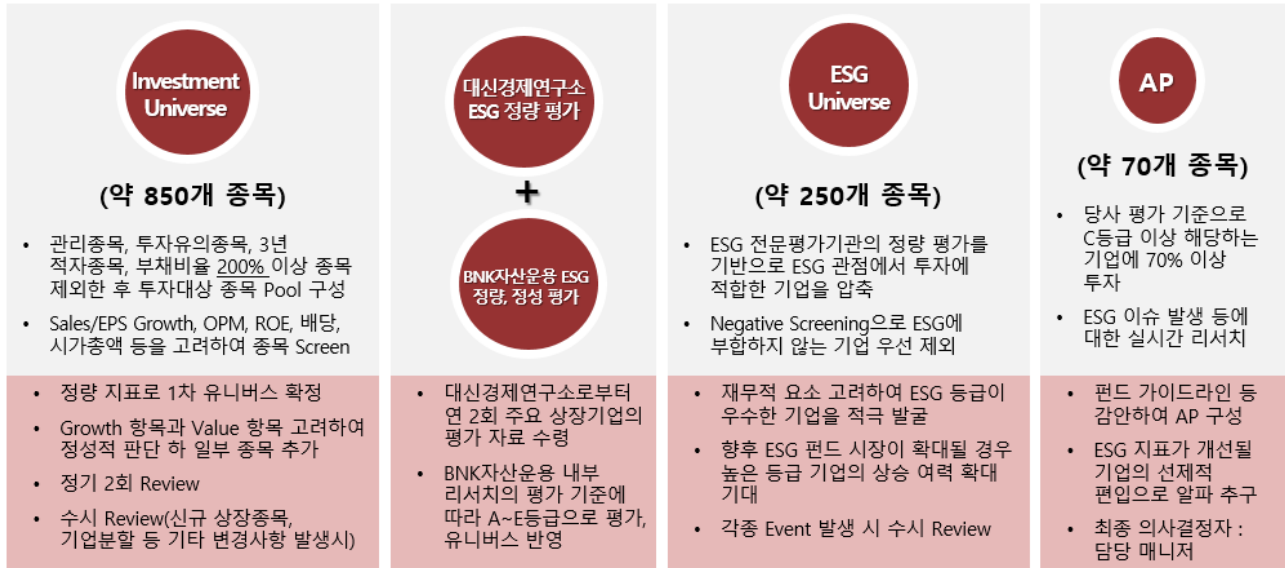 Investment
Universe
(약 850개 종목)
• 관리종목, 투자유의종목, 3년
적자종목, 부채비율 200% 이상 종목
제외한 후 투자대상 종목 Pool 구성
• Sales/EPS Growth, OPM, ROE, 배당,
시가총액 등을 고려하여 종목 Screen
• 정량 지표로 1차 유니버스 확정
• Growth 항목과 Value 항목 고려하여
정성적 판단 하 일부 종목 추가
• 정기 2회 Review
• 수시 Review(신규 상장종목,
기업분할 등 기타 변경사항 발생시)
대신경제연구소
ESG 정량 평가
+
BNK자산운용 ESG
정량, 정성 평가
• 대신경제연구소로부터
연 2회 주요 상장기업의
평가 자료 수령
• BNK자산운용 내부
리서치의 평가 기준에
따라 A~E등급으로 평가,
유니버스 반영
ESG
Universe
(약 250개 종목)
• ESG 전문평가기관의 정량 평가를
기반으로 ESG 관점에서 투자에
적합한 기업을 압축
• Negative Screening으로 ESG에
부합하지 않는 기업 우선 제외
• 재무적 요소 고려하여 ESG 등급이
우수한 기업을 적극 발굴
• 향후 ESG 펀드 시장이 확대될 경우
높은 등급 기업의 상승 여력 확대
기대
• 각종 Event 발생 시 수시 Review
AP
(약 70개 종목)
• 당사 평가 기준으로
C등급 이상 해당하는
기업에 70% 이상
투자
• ESG 이슈 발생 등에
대한 실시간 리서치
• 펀드 가이드라인 등
감안하여 AP 구성
• ESG 지표가 개선될
기업의 선제적
편입으로 알파 추구
• 최종 의사결정자 :
담당 매니저